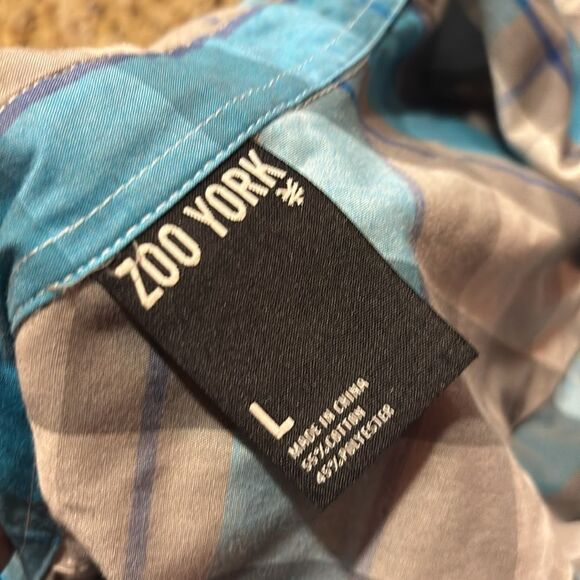 ZOO YORK
L
MADE IN CHINA
55% COTTON
45% POLYESTER